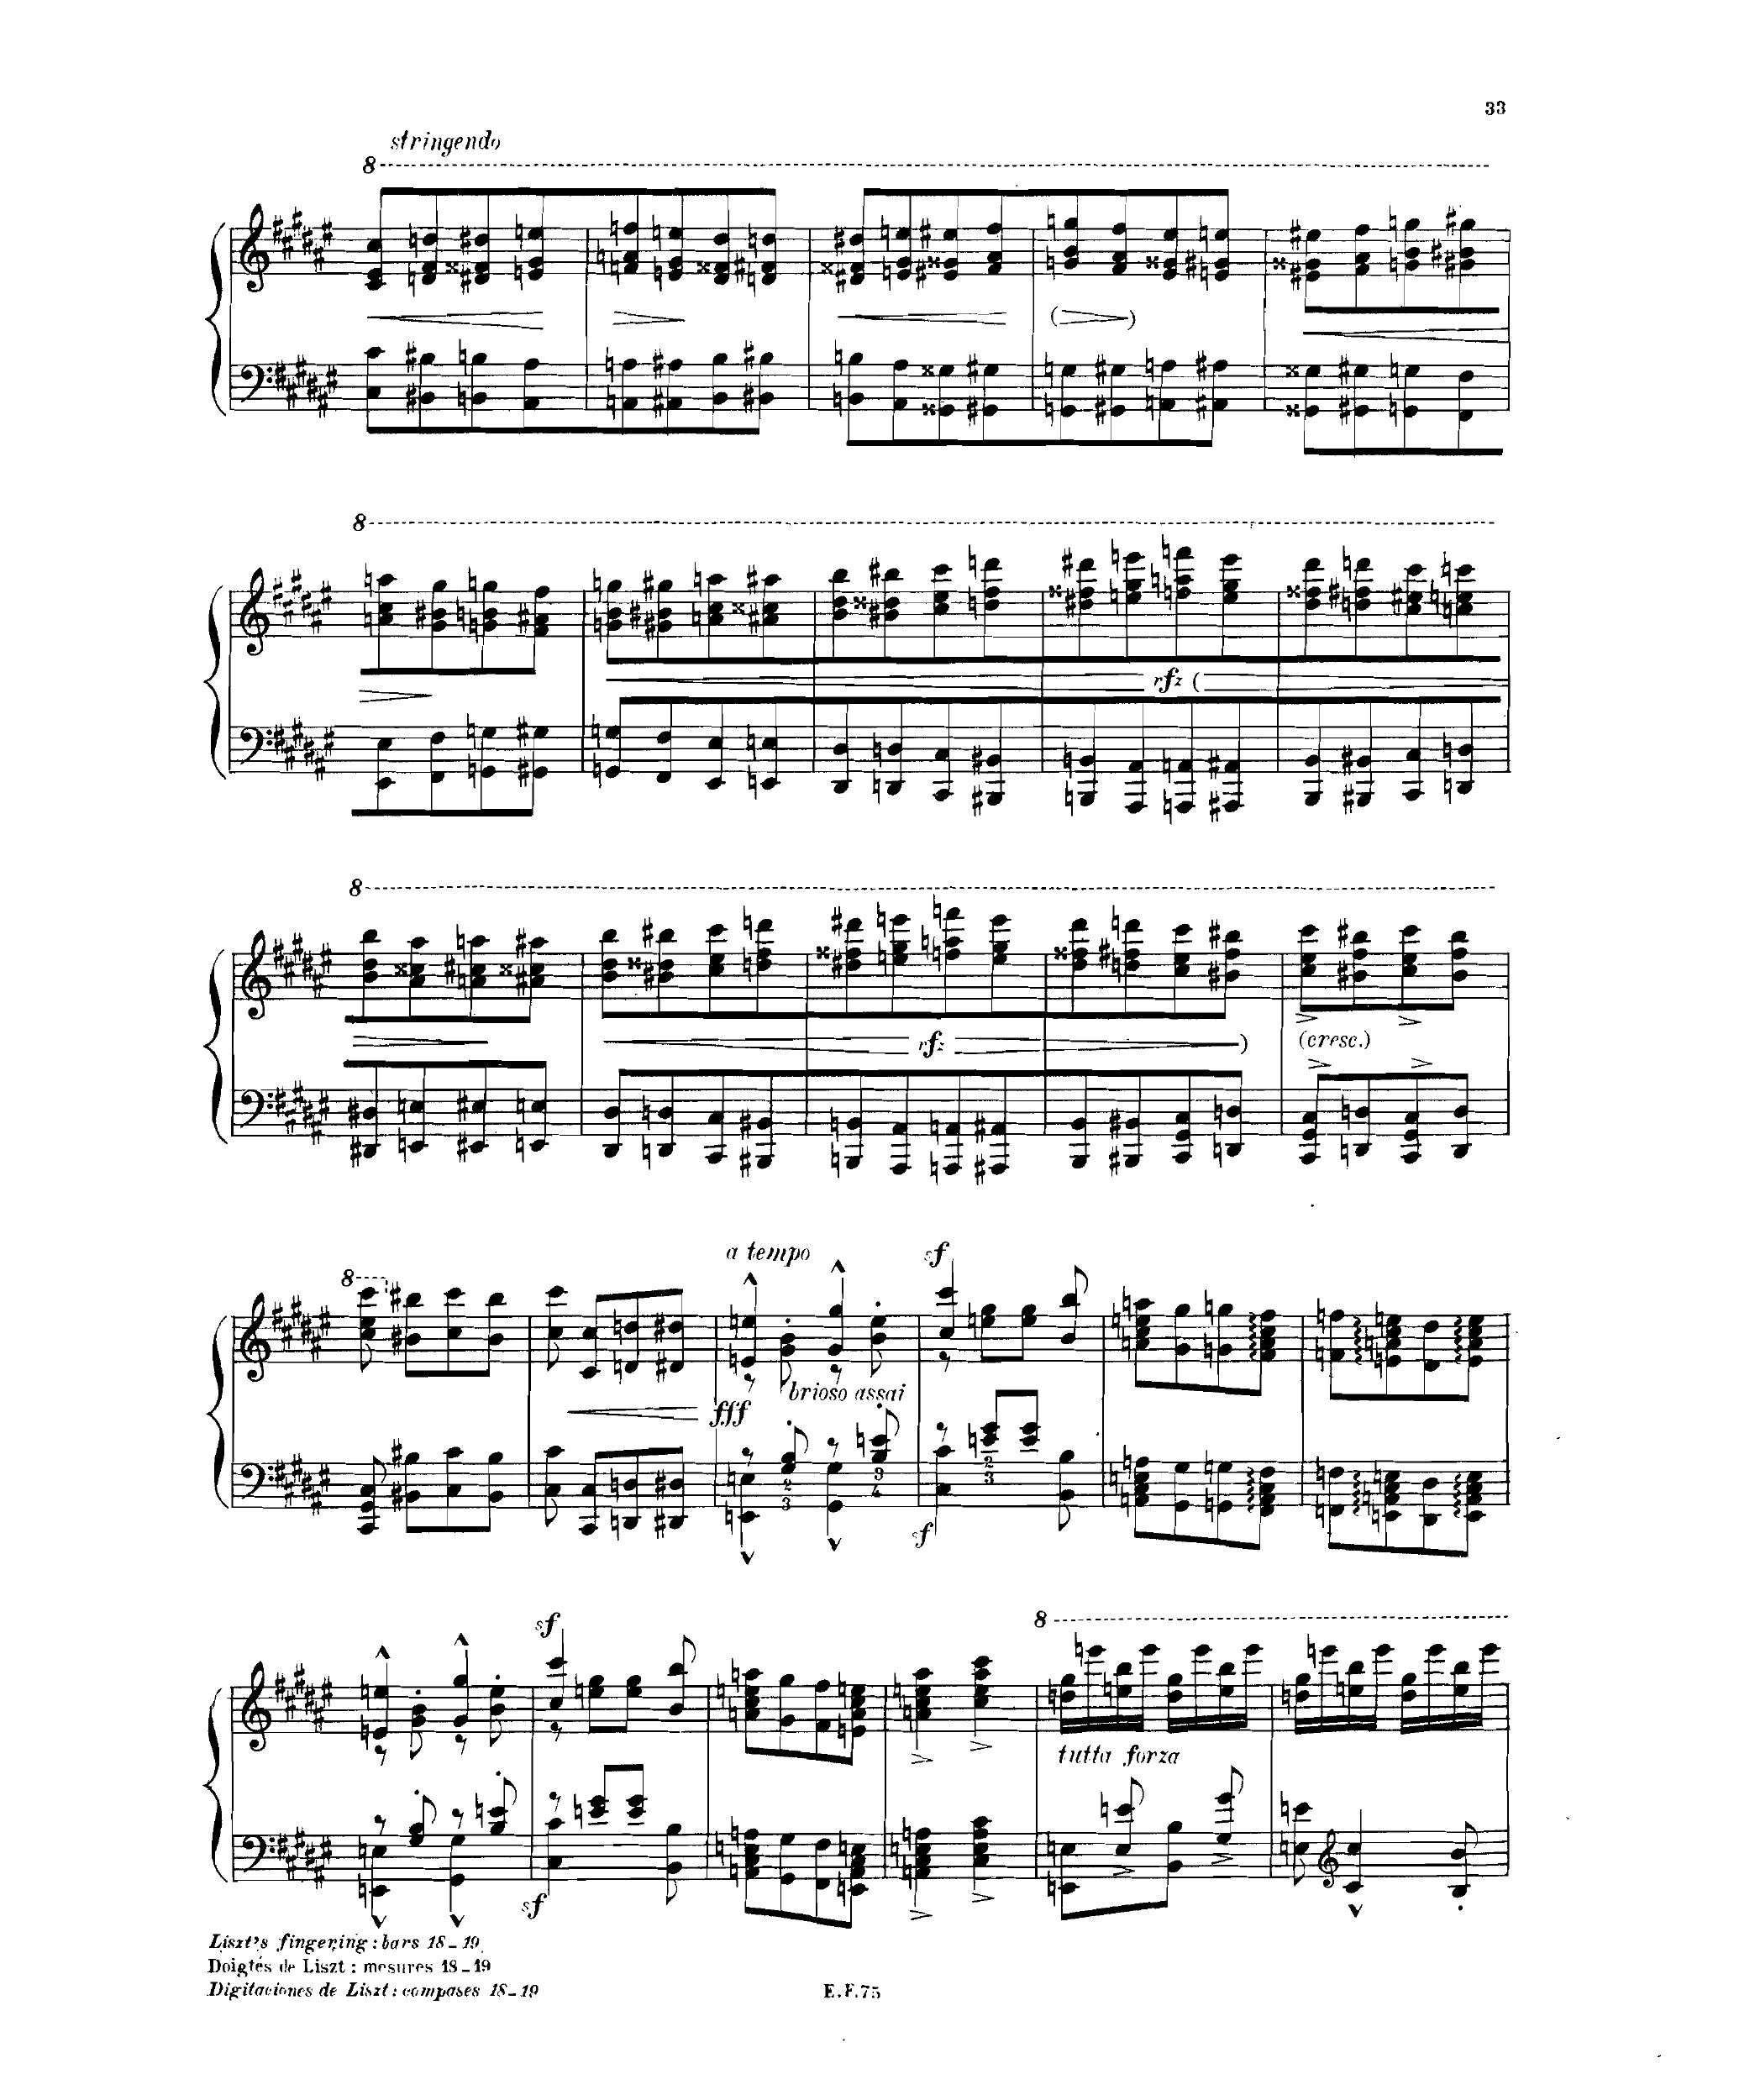 33
stringendo
8
8
rfz (
8
rfz )
(cresc.)
8
a tempo
sf
fff
brioso assai
2
3
3
4
2
3
sf
sf
8
tutta forza
sf
Liszt's fingering : bars 18-19
Doigtés de Liszt : mesures 18-19
Digitaciones de Liszt : compases 18-19
E.F.75